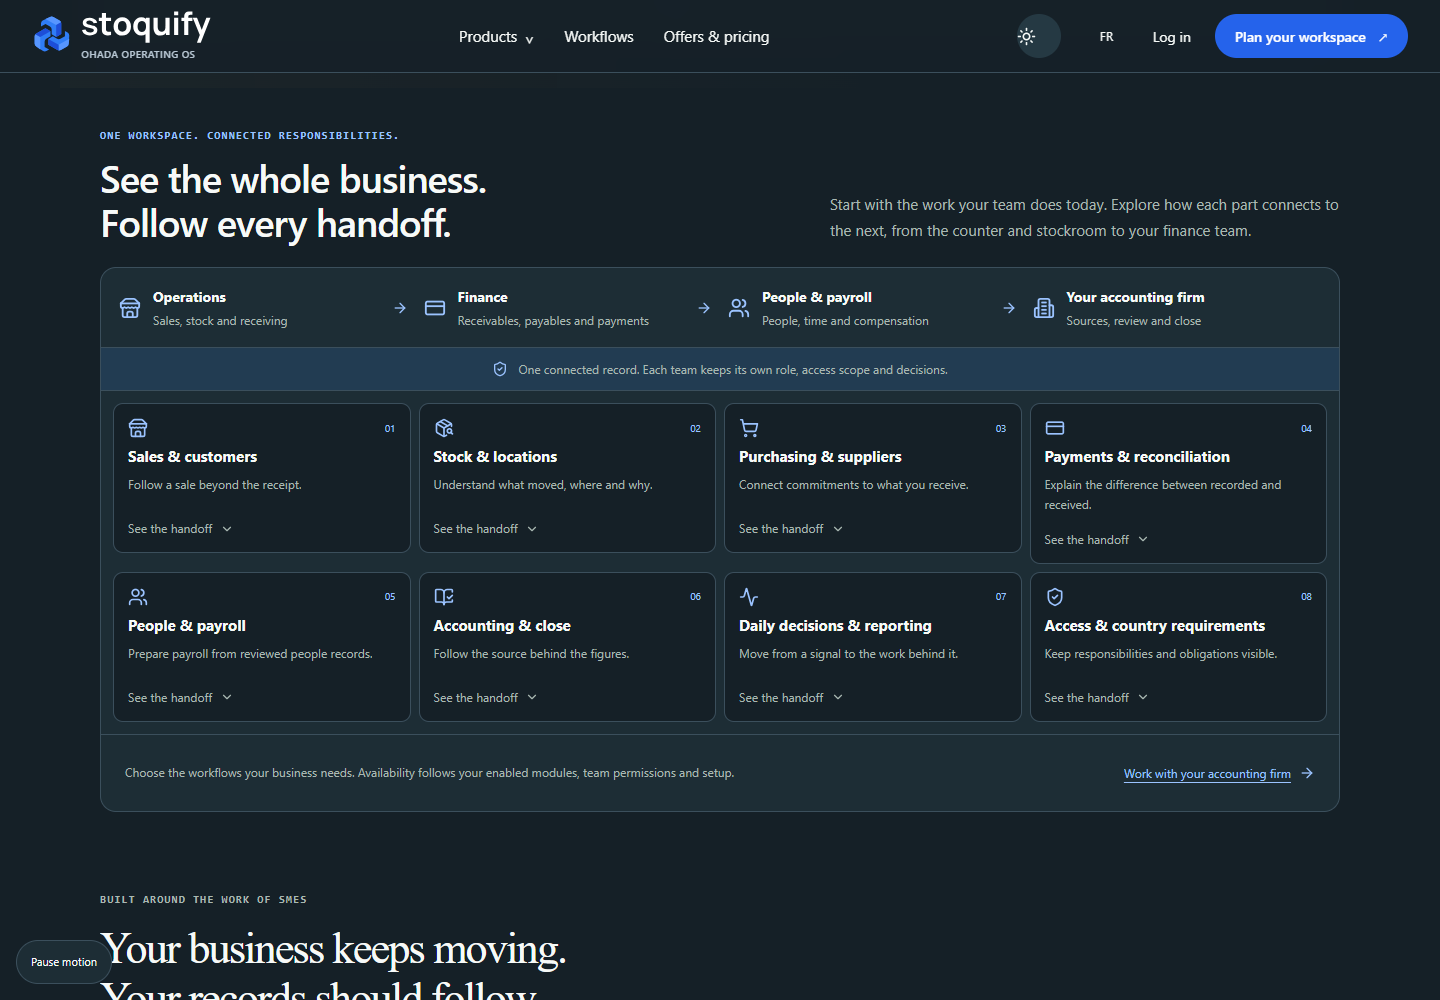 stoquify
OHADA OPERATING OS
Products
Workflows
Offers & pricing
FR
Log in
Plan your workspace ↗
ONE WORKSPACE. CONNECTED RESPONSIBILITIES.
See the whole business.
Follow every handoff.
Start with the work your team does today. Explore how each part connects to
the next, from the counter and stockroom to your finance team.
Operations
Sales, stock and receiving
Finance
Receivables, payables and payments
People & payroll
People, time and compensation
Your accounting firm
Sources, review and close
One connected record. Each team keeps its own role, access scope and decisions.
01
Sales & customers
Follow a sale beyond the receipt.
See the handoff
02
Stock & locations
Understand what moved, where and why.
See the handoff
03
Purchasing & suppliers
Connect commitments to what you receive.
See the handoff
04
Payments & reconciliation
Explain the difference between recorded and
received.
See the handoff
05
People & payroll
Prepare payroll from reviewed people records.
See the handoff
06
Accounting & close
Follow the source behind the figures.
See the handoff
07
Daily decisions & reporting
Move from a signal to the work behind it.
See the handoff
08
Access & country requirements
Keep responsibilities and obligations visible.
See the handoff
Choose the workflows your business needs. Availability follows your enabled modules, team permissions and setup.
Work with your accounting firm →
BUILT AROUND THE WORK OF SMES
Your business keeps moving.
Your records should follow
Pause motion